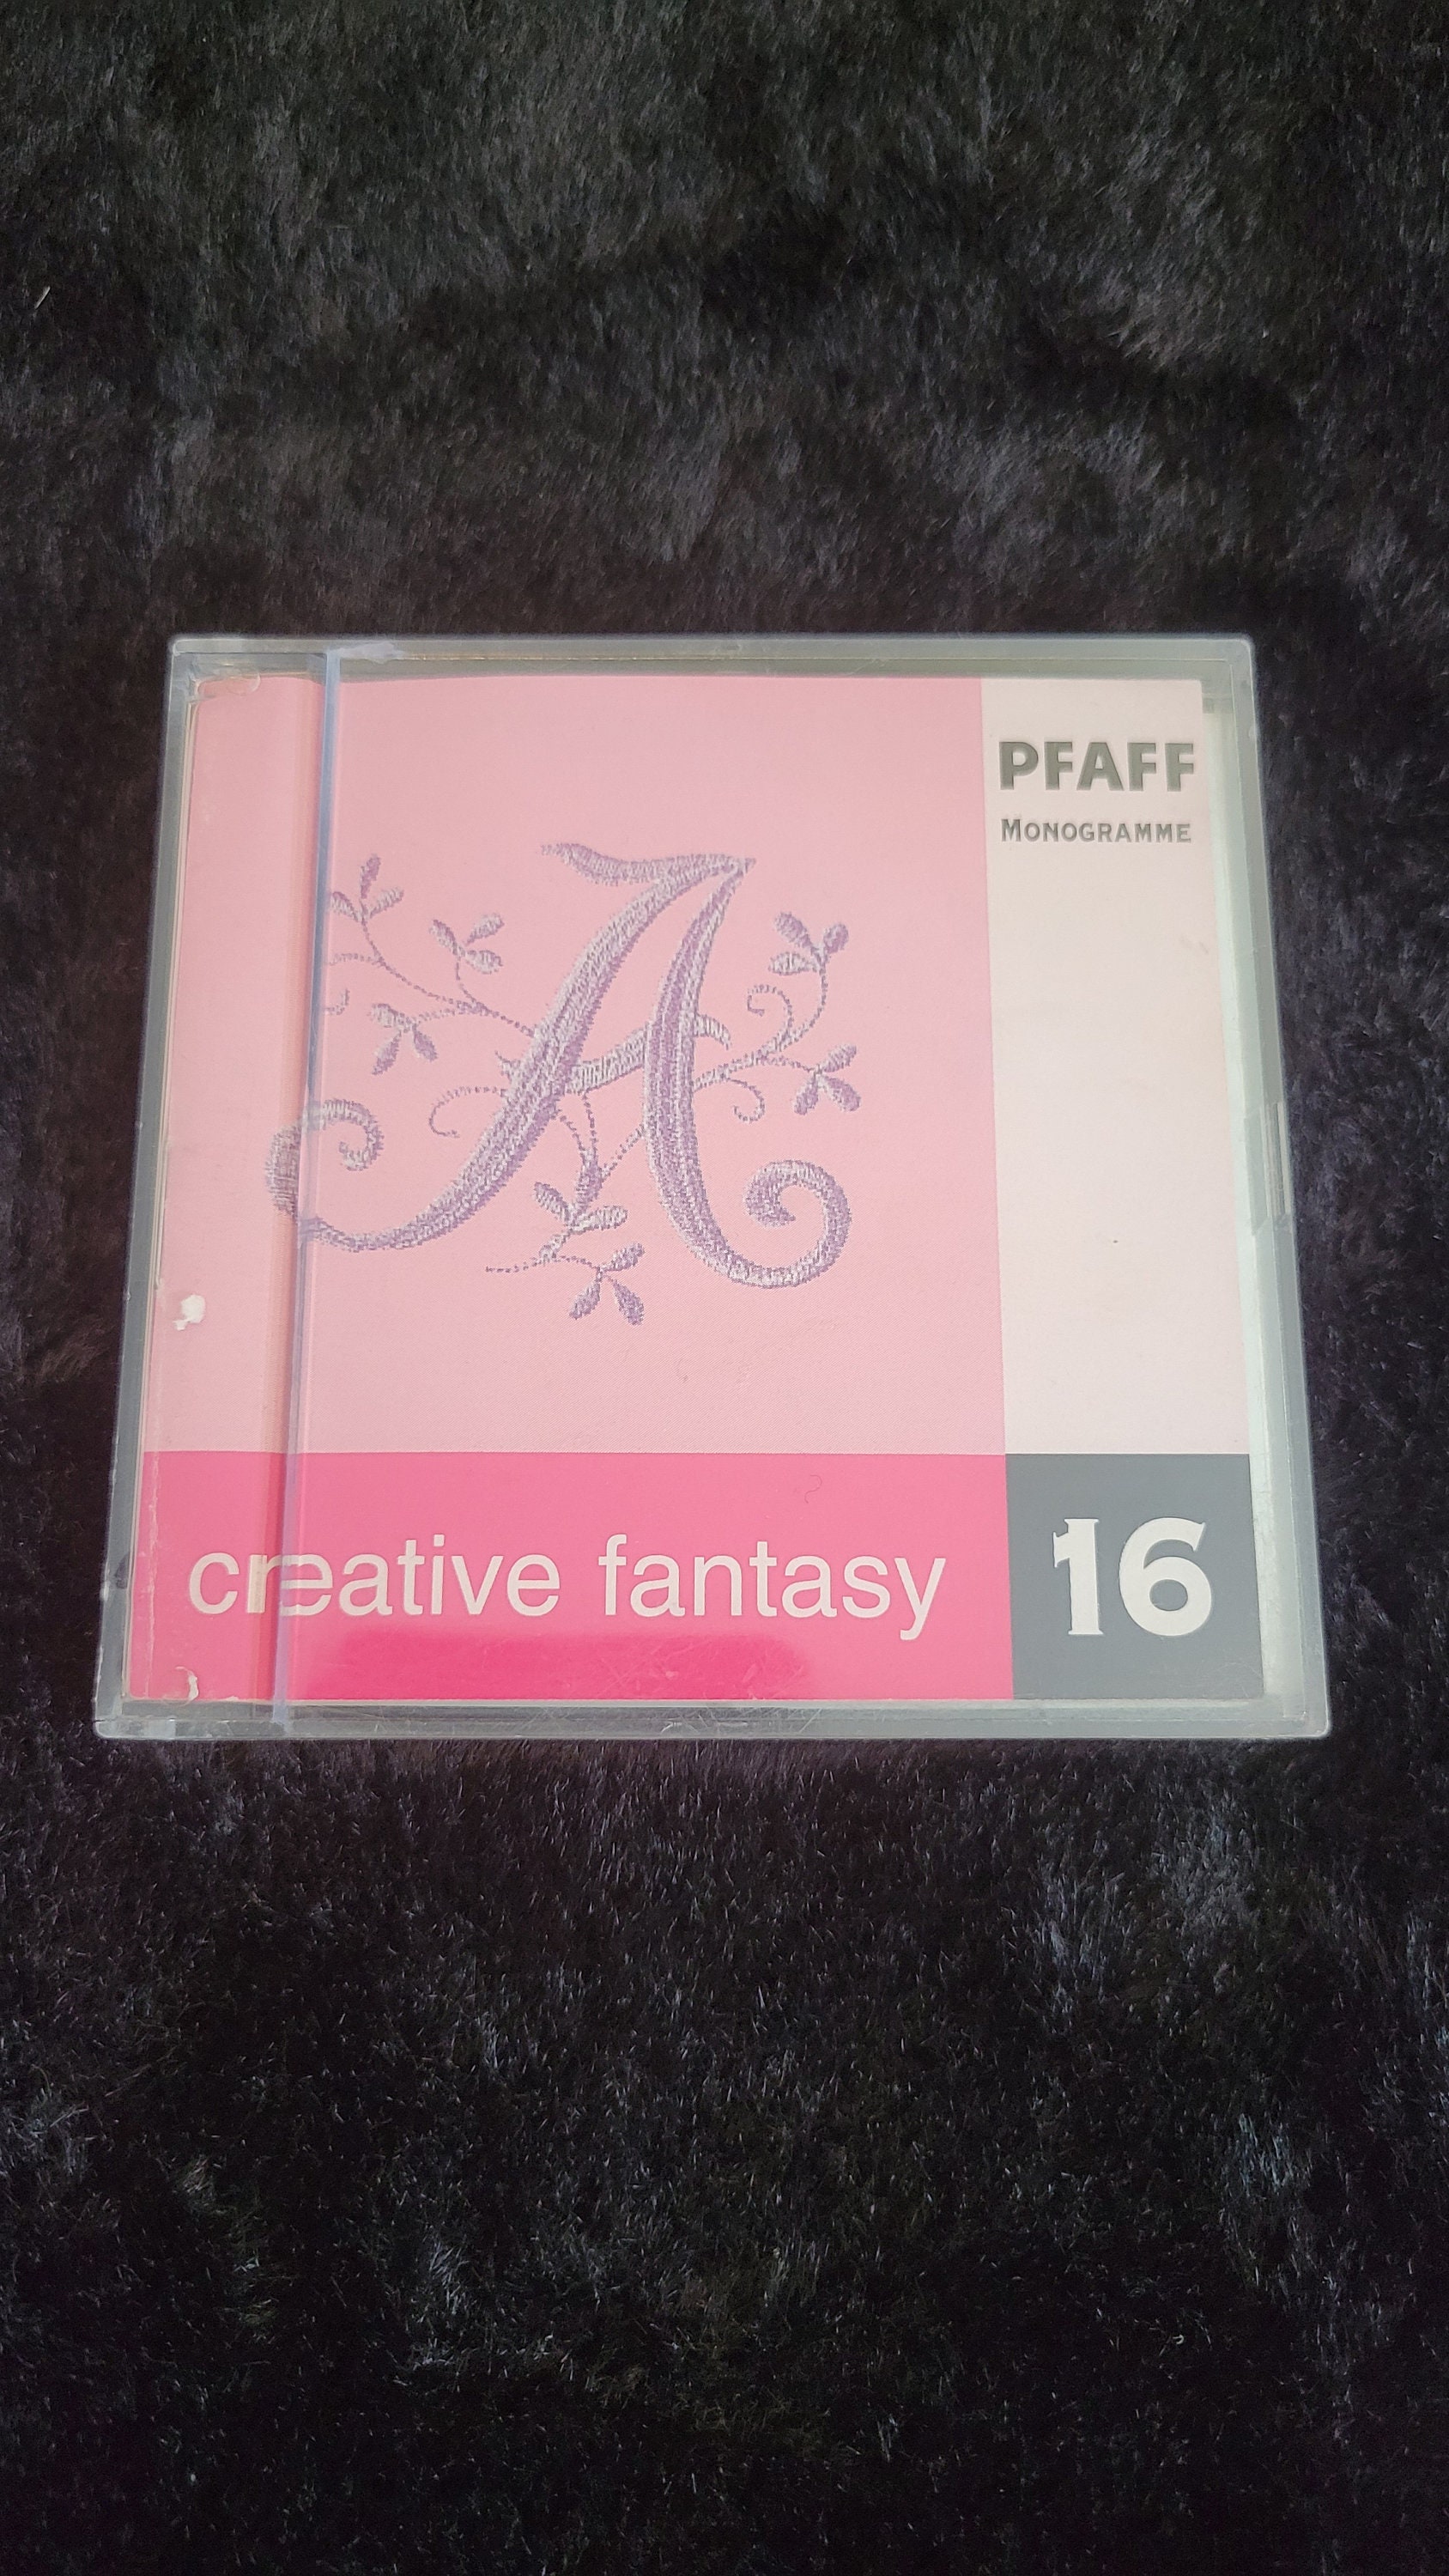 PFAFF
MONOGRAMME
A
creative fantasy
16